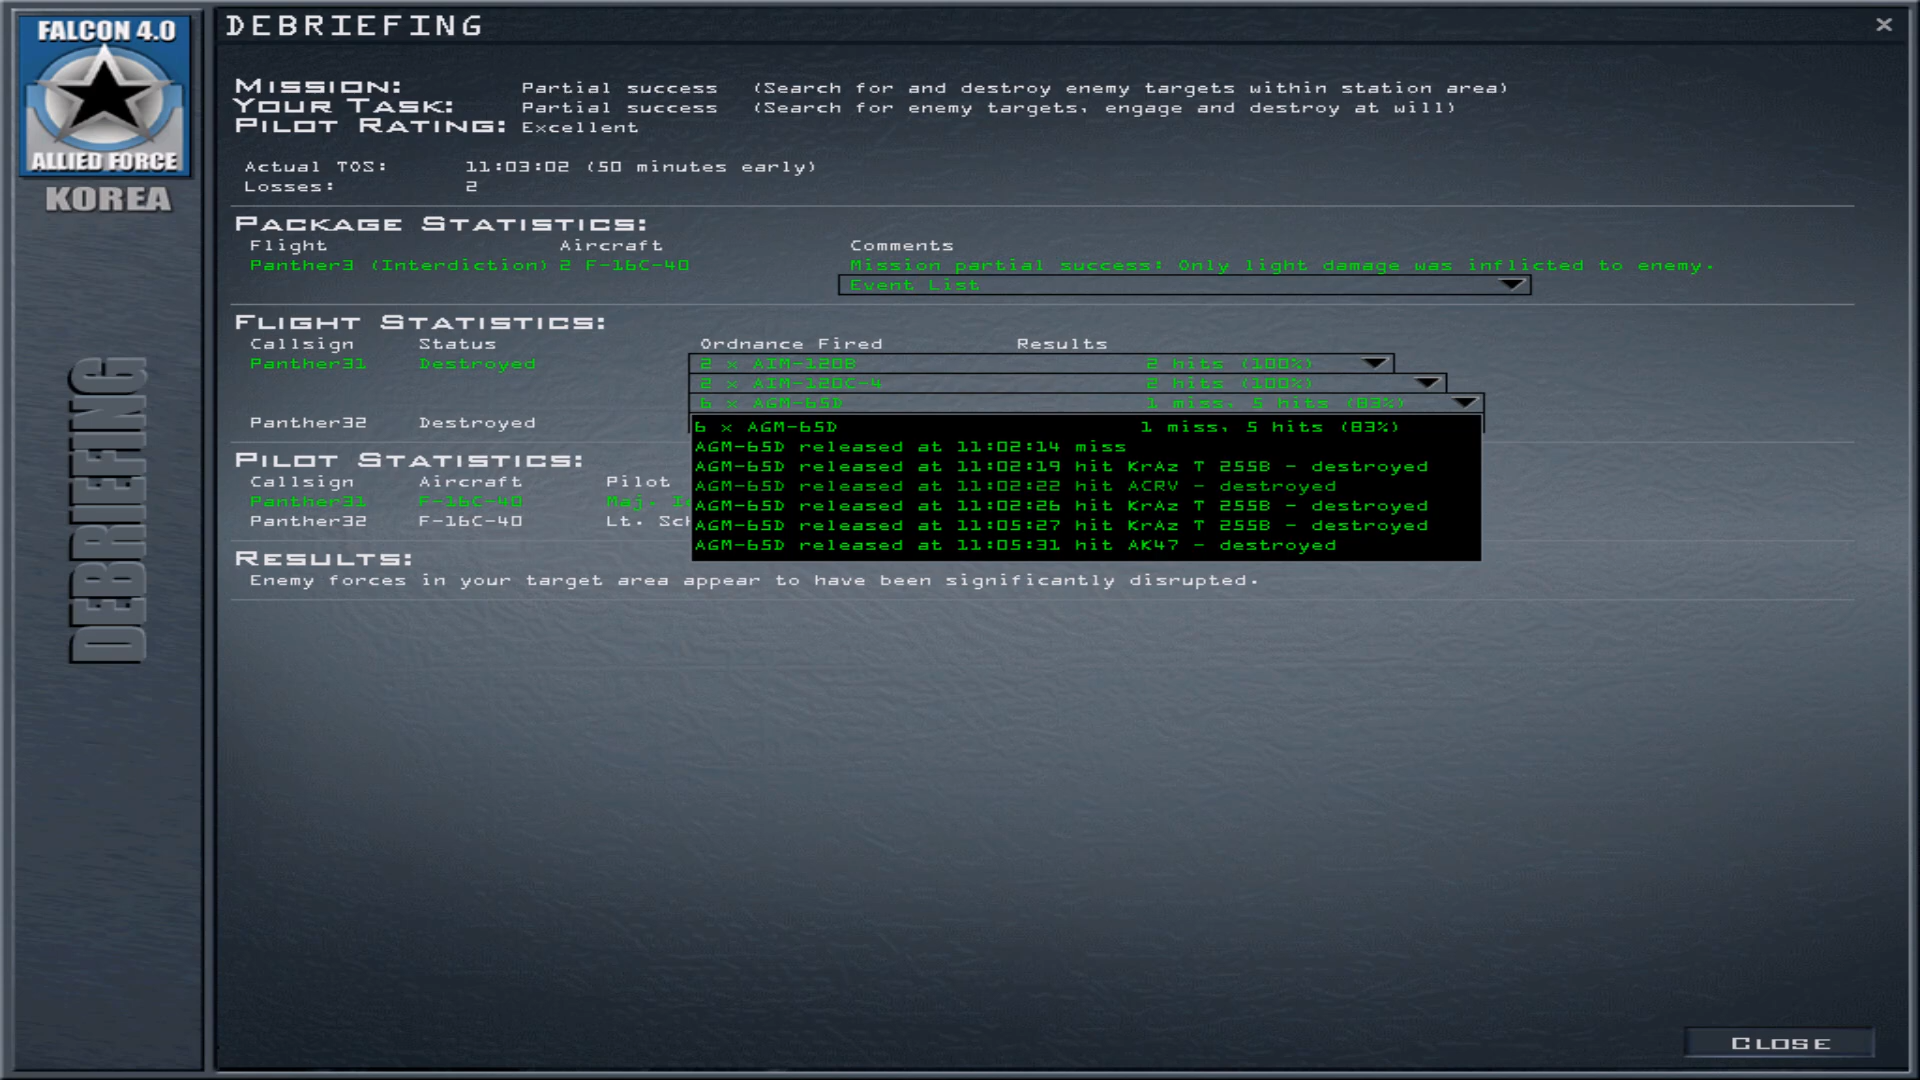 FALCON 4.0
ALLIED FORCE
KOREA
DEBRIEFING
DEBRIEFING
MISSION: Partial success (Search for and destroy enemy targets within station area)
YOUR TASK: Partial success (Search for enemy targets, engage and destroy at will)
PILOT RATING: Excellent
Actual TOS: 11:03:02 (50 minutes early)
Losses: 2
PACKAGE STATISTICS:
Flight Aircraft Comments
Panther3 (Interdiction) 2 F-16C-40 Mission partial success: Only light damage was inflicted to enemy.
Event List
FLIGHT STATISTICS:
Callsign Status Ordnance Fired Results
Panther31 Destroyed 2 x AIM-120B 2 hits (100%)
2 x AIM-120C-4 2 hits (100%)
6 x AGM-65D 1 miss, 5 hits (83%)
Panther32 Destroyed
6 x AGM-65D 1 miss, 5 hits (83%)
AGM-65D released at 11:02:14 miss
AGM-65D released at 11:02:19 hit KrAz T 255B - destroyed
AGM-65D released at 11:02:22 hit ACRV - destroyed
AGM-65D released at 11:02:26 hit KrAz T 255B - destroyed
AGM-65D released at 11:05:27 hit KrAz T 255B - destroyed
AGM-65D released at 11:05:31 hit AK47 - destroyed
PILOT STATISTICS:
Callsign Aircraft Pilot
Panther31 F-16C-40 Maj.
Panther32 F-16C-40 Lt.
RESULTS:
Enemy forces in your target area appear to have been significantly disrupted.
CLOSE